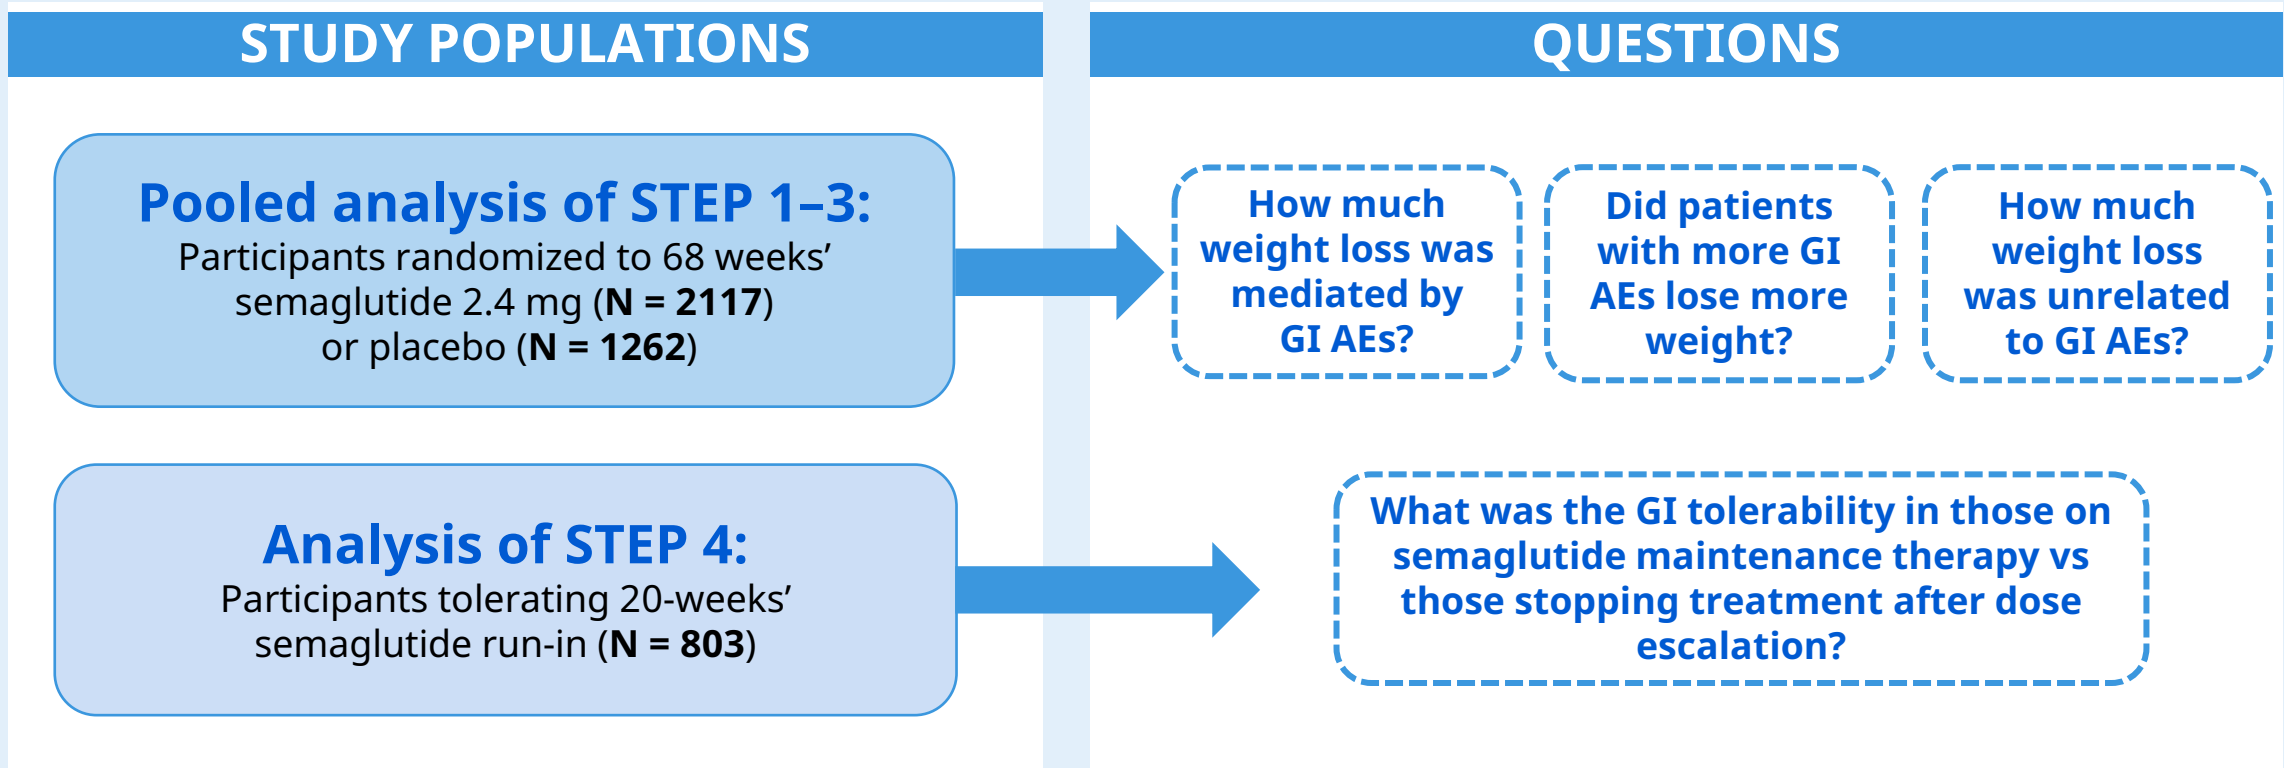 STUDY POPULATIONS
Pooled analysis of STEP 1–3:
Participants randomized to 68 weeks’
semaglutide 2.4 mg (N = 2117)
or placebo (N = 1262)
Analysis of STEP 4:
Participants tolerating 20-weeks’
semaglutide run-in (N = 803)
QUESTIONS
How much
weight loss was
mediated by
GI AEs?
Did patients
with more GI
AEs lose more
weight?
How much
weight loss
was unrelated
to GI AEs?
What was the GI tolerability in those on
semaglutide maintenance therapy vs
those stopping treatment after dose
escalation?